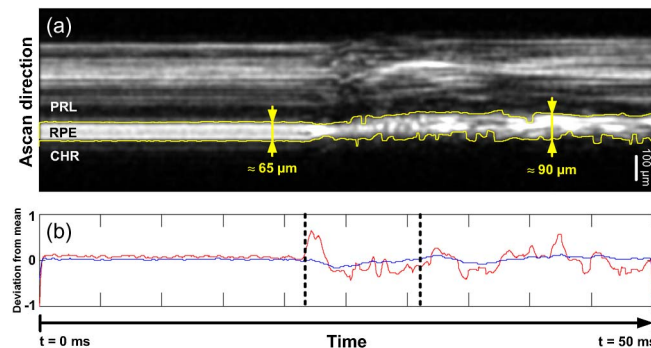 (a)
Ascan direction
PRL
RPE
CHR
≈ 65 µm
≈ 90 µm
100 µm
(b)
Deviation from mean
1
0
-1
t = 0 ms
Time
t = 50 ms